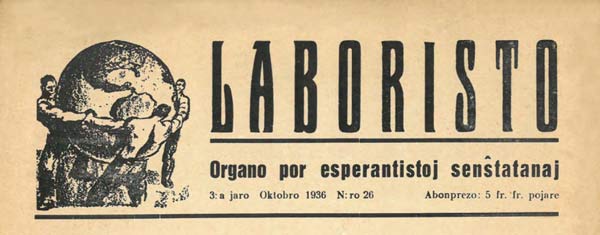 LABORISTO
Organo por esperantistoj senŝtatanaj
3:a jaro Oktobro 1936 N:ro 26 Abonprezo: 5 fr. fr. pojare